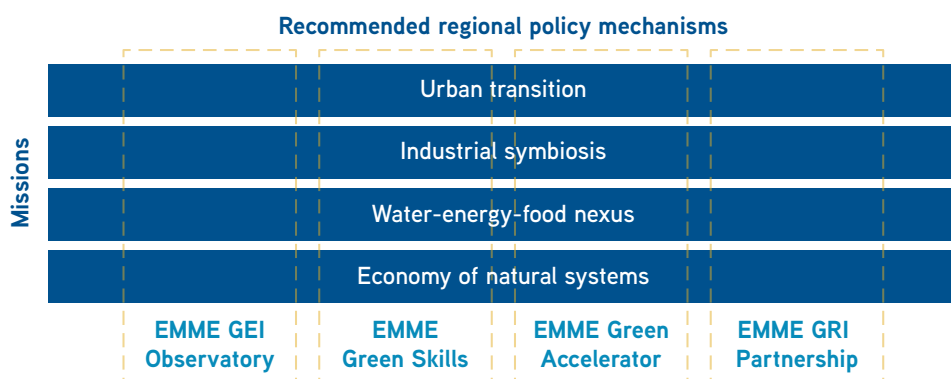 Recommended regional policy mechanisms
Missions
Urban transition
Industrial symbiosis
Water-energy-food nexus
Economy of natural systems
EMME GEI
Observatory
EMME
Green Skills
EMME Green
Accelerator
EMME GRI
Partnership